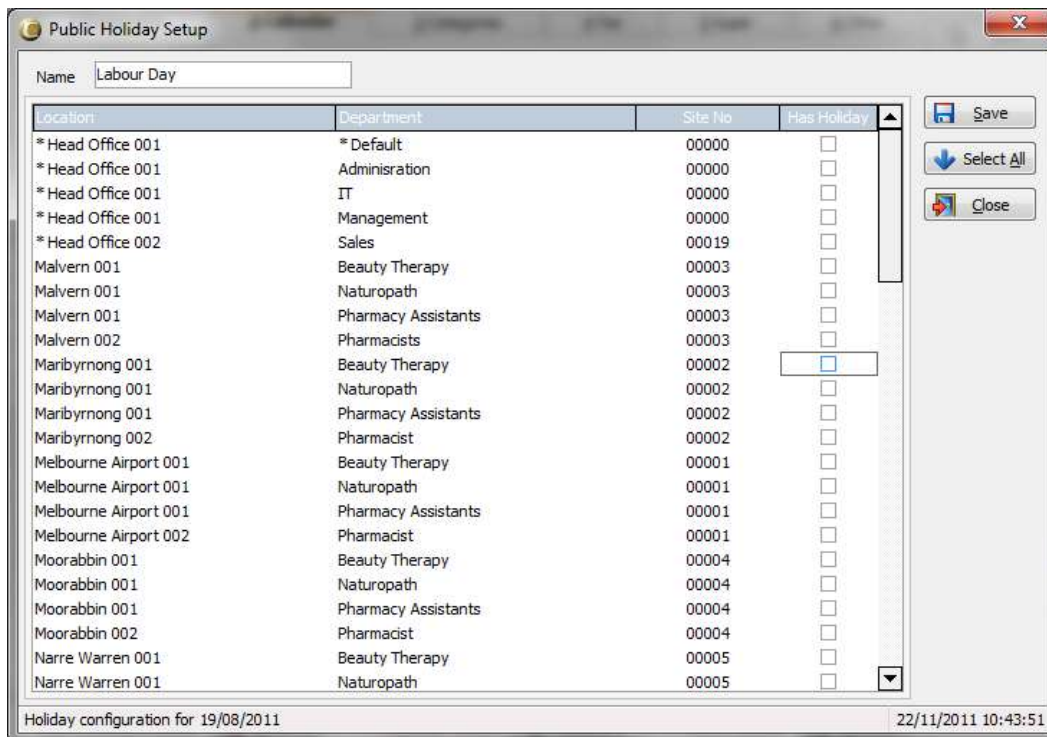 Public Holiday Setup
Name Labour Day
Location Department Site No Has Holiday
* Head Office 001 * Default 00000
* Head Office 001 Adminisration 00000
* Head Office 001 IT 00000
* Head Office 001 Management 00000
* Head Office 002 Sales 00019
Malvern 001 Beauty Therapy 00003
Malvern 001 Naturopath 00003
Malvern 001 Pharmacy Assistants 00003
Malvern 002 Pharmacists 00003
Maribyrnong 001 Beauty Therapy 00002
Maribyrnong 001 Naturopath 00002
Maribyrnong 001 Pharmacy Assistants 00002
Maribyrnong 002 Pharmacist 00002
Melbourne Airport 001 Beauty Therapy 00001
Melbourne Airport 001 Naturopath 00001
Melbourne Airport 001 Pharmacy Assistants 00001
Melbourne Airport 002 Pharmacist 00001
Moorabbin 001 Beauty Therapy 00004
Moorabbin 001 Naturopath 00004
Moorabbin 001 Pharmacy Assistants 00004
Moorabbin 002 Pharmacist 00004
Narre Warren 001 Beauty Therapy 00005
Narre Warren 001 Naturopath 00005
Save
Select All
Close
Holiday configuration for 19/08/2011 22/11/2011 10:43:51